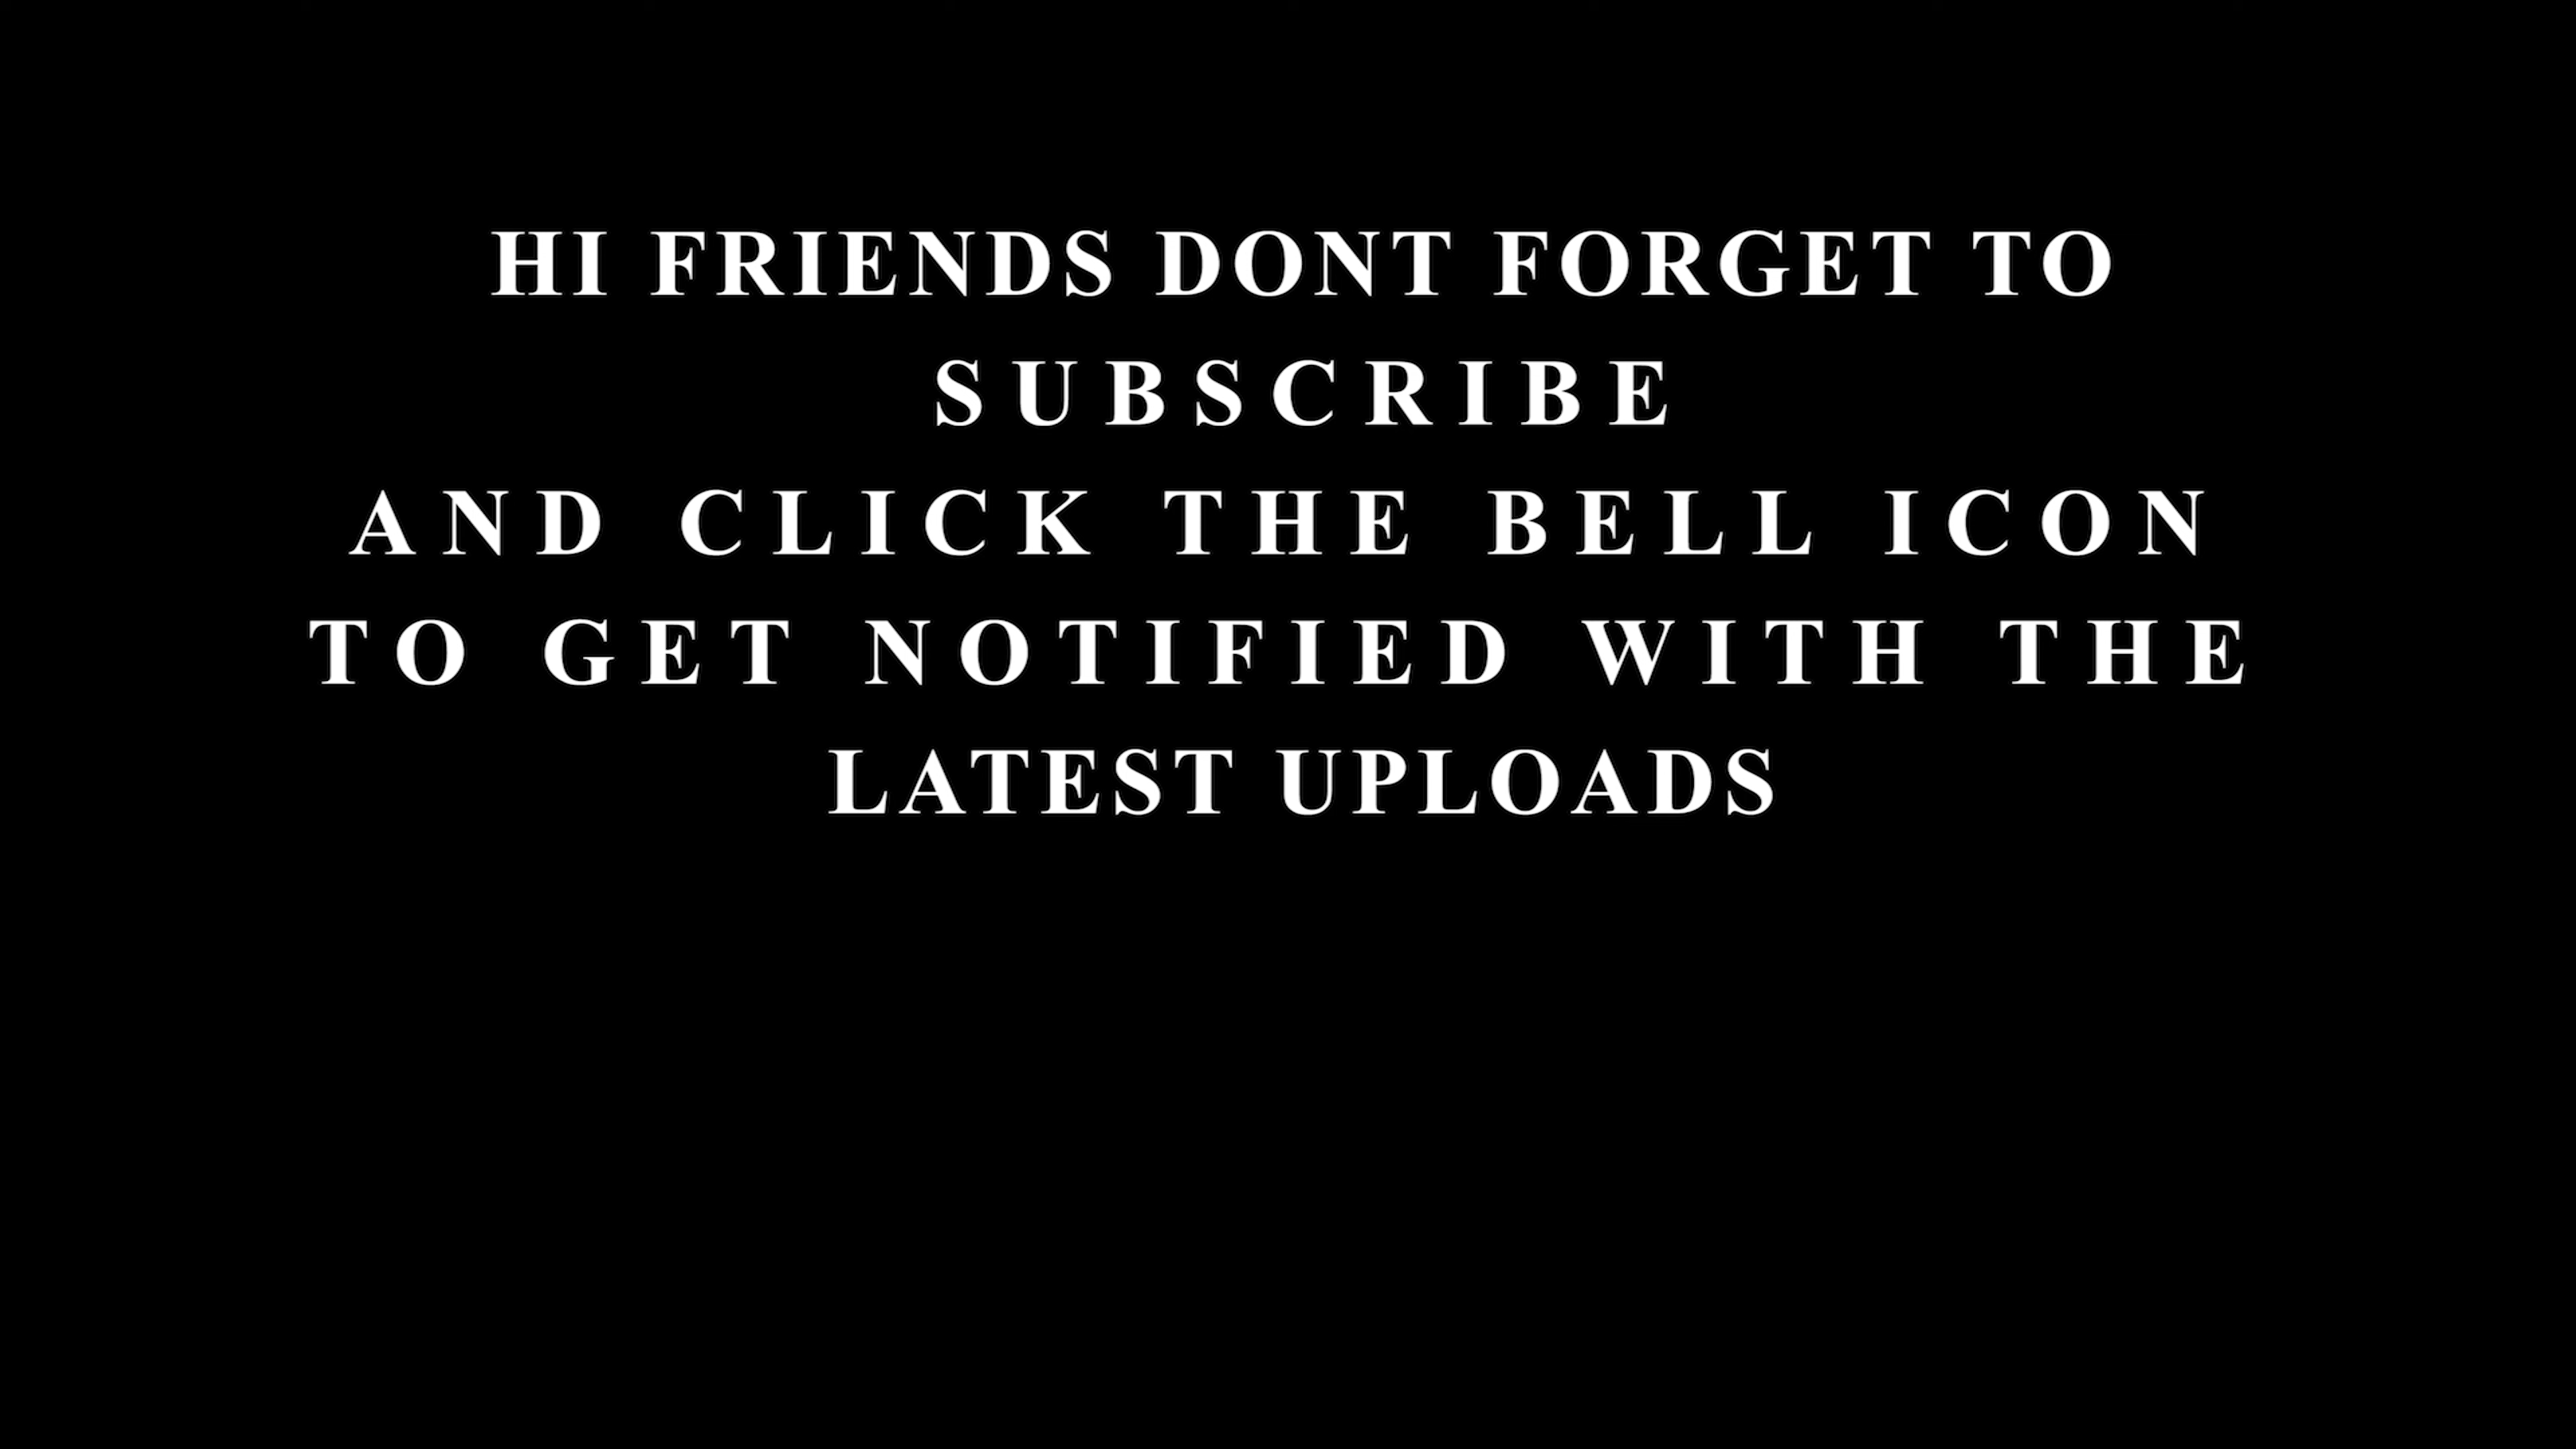 HI FRIENDS DONT FORGET TO
SUBSCRIBE
AND CLICK THE BELL ICON
TO GET NOTIFIED WITH THE
LATEST UPLOADS